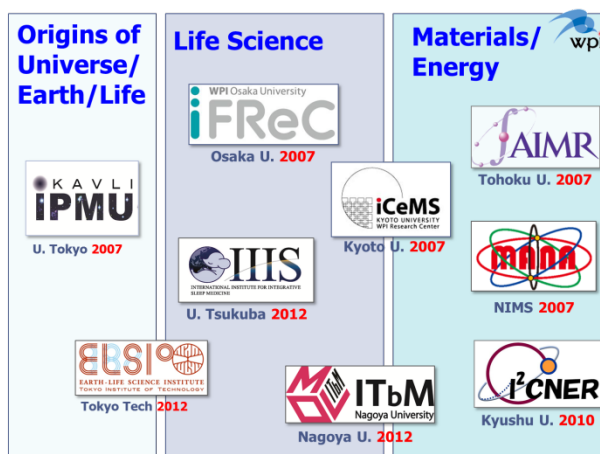 Origins of
Universe/
Earth/Life
KAVLI
IPMU
U. Tokyo 2007
Life Science
WPI Osaka University
iFReC
Osaka U. 2007
iCeMS
KYOTO UNIVERSITY
WPI Research Center
Kyoto U. 2007
IIIS
INTERNATIONAL INSTITUTE FOR INTEGRATIVE
SLEEP MEDICINE
U. Tsukuba 2012
ELSI
EARTH-LIFE SCIENCE INSTITUTE
TOKYO INSTITUTE OF TECHNOLOGY
Tokyo Tech 2012
ITbM
ITbM
Nagoya University
Nagoya U. 2012
Materials/
Energy
wpi
AIMR
Tohoku U. 2007
MANA
NIMS 2007
I²CNER
Kyushu U. 2010